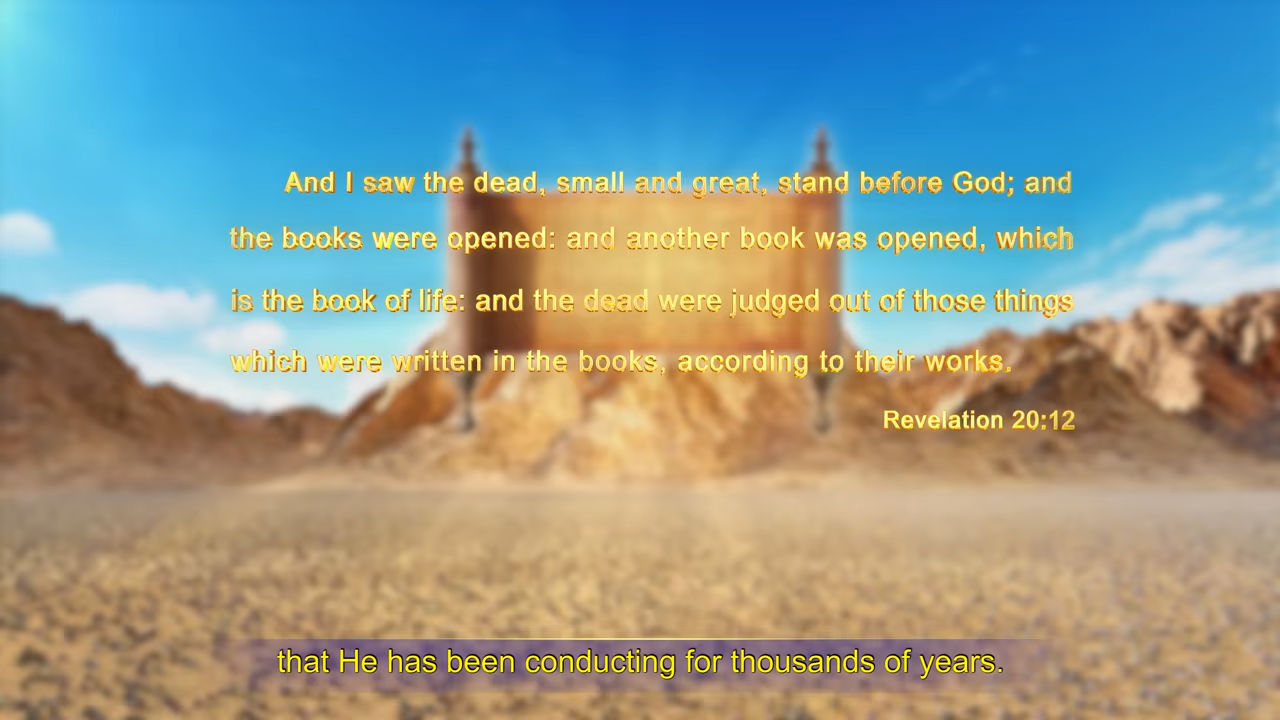 And I saw the dead, small and great, stand before God; and
the books were opened: and another book was opened, which
is the book of life: and the dead were judged out of those things
which were written in the books, according to their works.
Revelation 20:12
that He has been conducting for thousands of years.